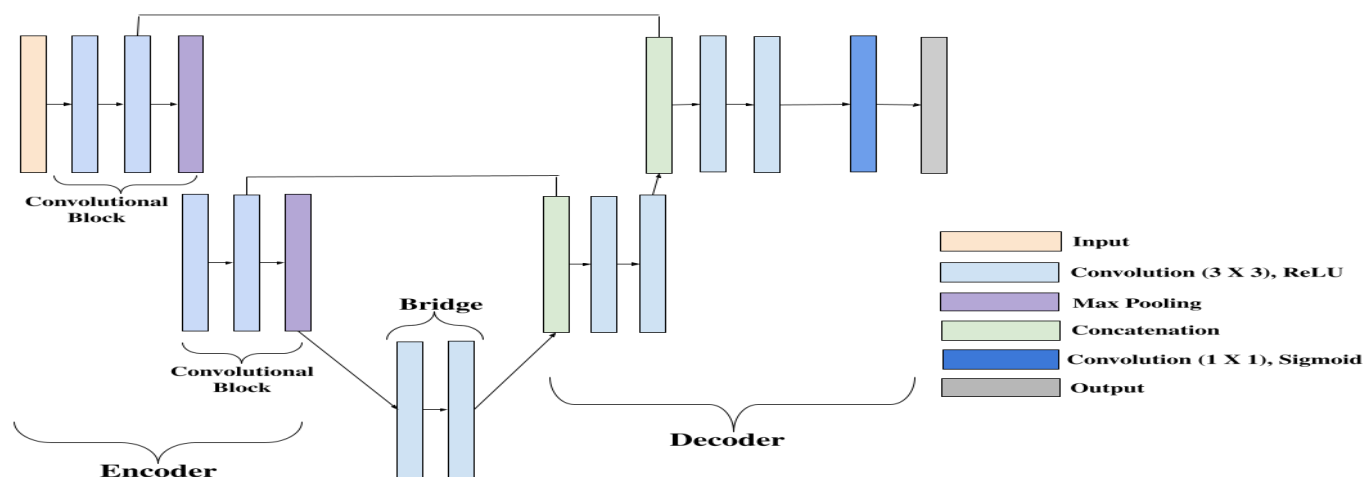 Convolutional
Block
Convolutional
Block
Bridge
Encoder
Decoder
Input
Convolution (3 X 3), ReLU
Max Pooling
Concatenation
Convolution (1 X 1), Sigmoid
Output